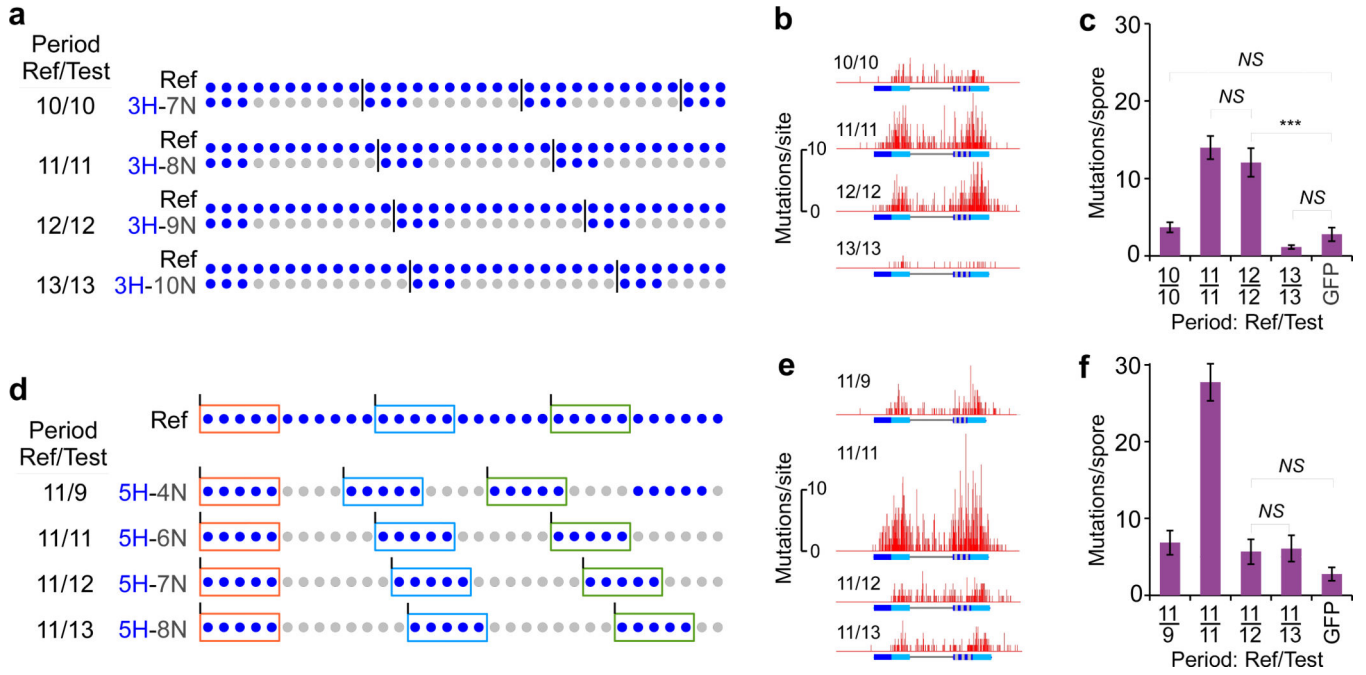 a
Period
Ref/Test
Ref
10/10 3H-7N
Ref
11/11 3H-8N
Ref
12/12 3H-9N
Ref
13/13 3H-10N
b
10/10
11/11
10
12/12
0
13/13
Mutations/site
c
30
20
10
0
Mutations/spore
NS
NS
***
NS
10/10 11/11 12/12 13/13 GFP
Period: Ref/Test
d
Ref
Period
Ref/Test
11/9 5H-4N
11/11 5H-6N
11/12 5H-7N
11/13 5H-8N
e
11/9
11/11
10
0
11/12
11/13
Mutations/site
f
30
20
10
0
Mutations/spore
NS
NS
11/9 11/11 11/12 11/13 GFP
Period: Ref/Test